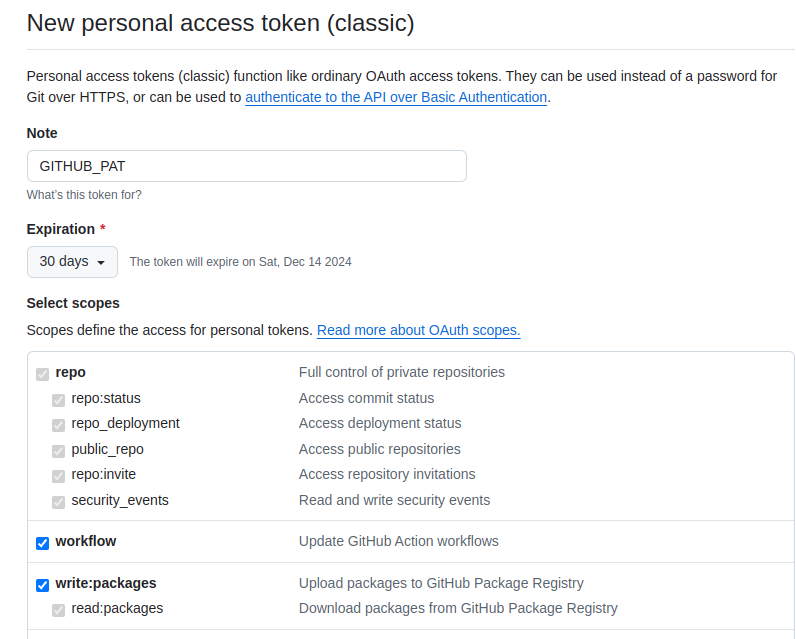 New personal access token (classic)
Personal access tokens (classic) function like ordinary OAuth access tokens. They can be used instead of a password for
Git over HTTPS, or can be used to authenticate to the API over Basic Authentication.
Note
GITHUB_PAT
What's this token for?
Expiration *
30 days The token will expire on Sat, Dec 14 2024
Select scopes
Scopes define the access for personal tokens. Read more about OAuth scopes.
repo Full control of private repositories
repo:status Access commit status
repo_deployment Access deployment status
public_repo Access public repositories
repo:invite Access repository invitations
security_events Read and write security events
workflow Update GitHub Action workflows
write:packages Upload packages to GitHub Package Registry
read:packages Download packages from GitHub Package Registry